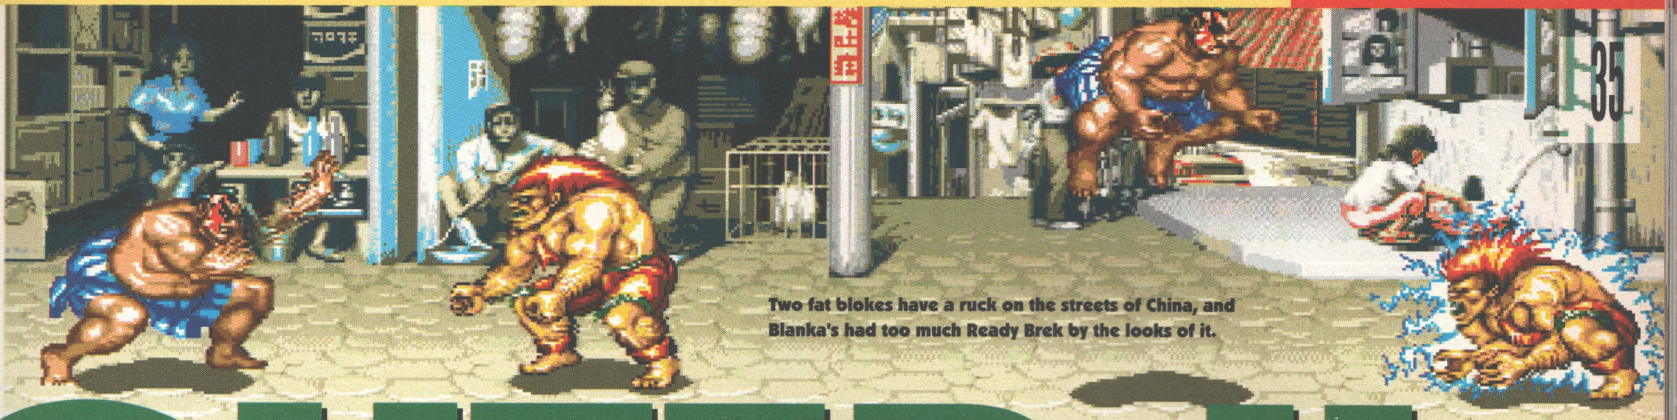 35
Two fat blokes have a ruck on the streets of China, and
Blanka's had too much Ready Brek by the looks of it.